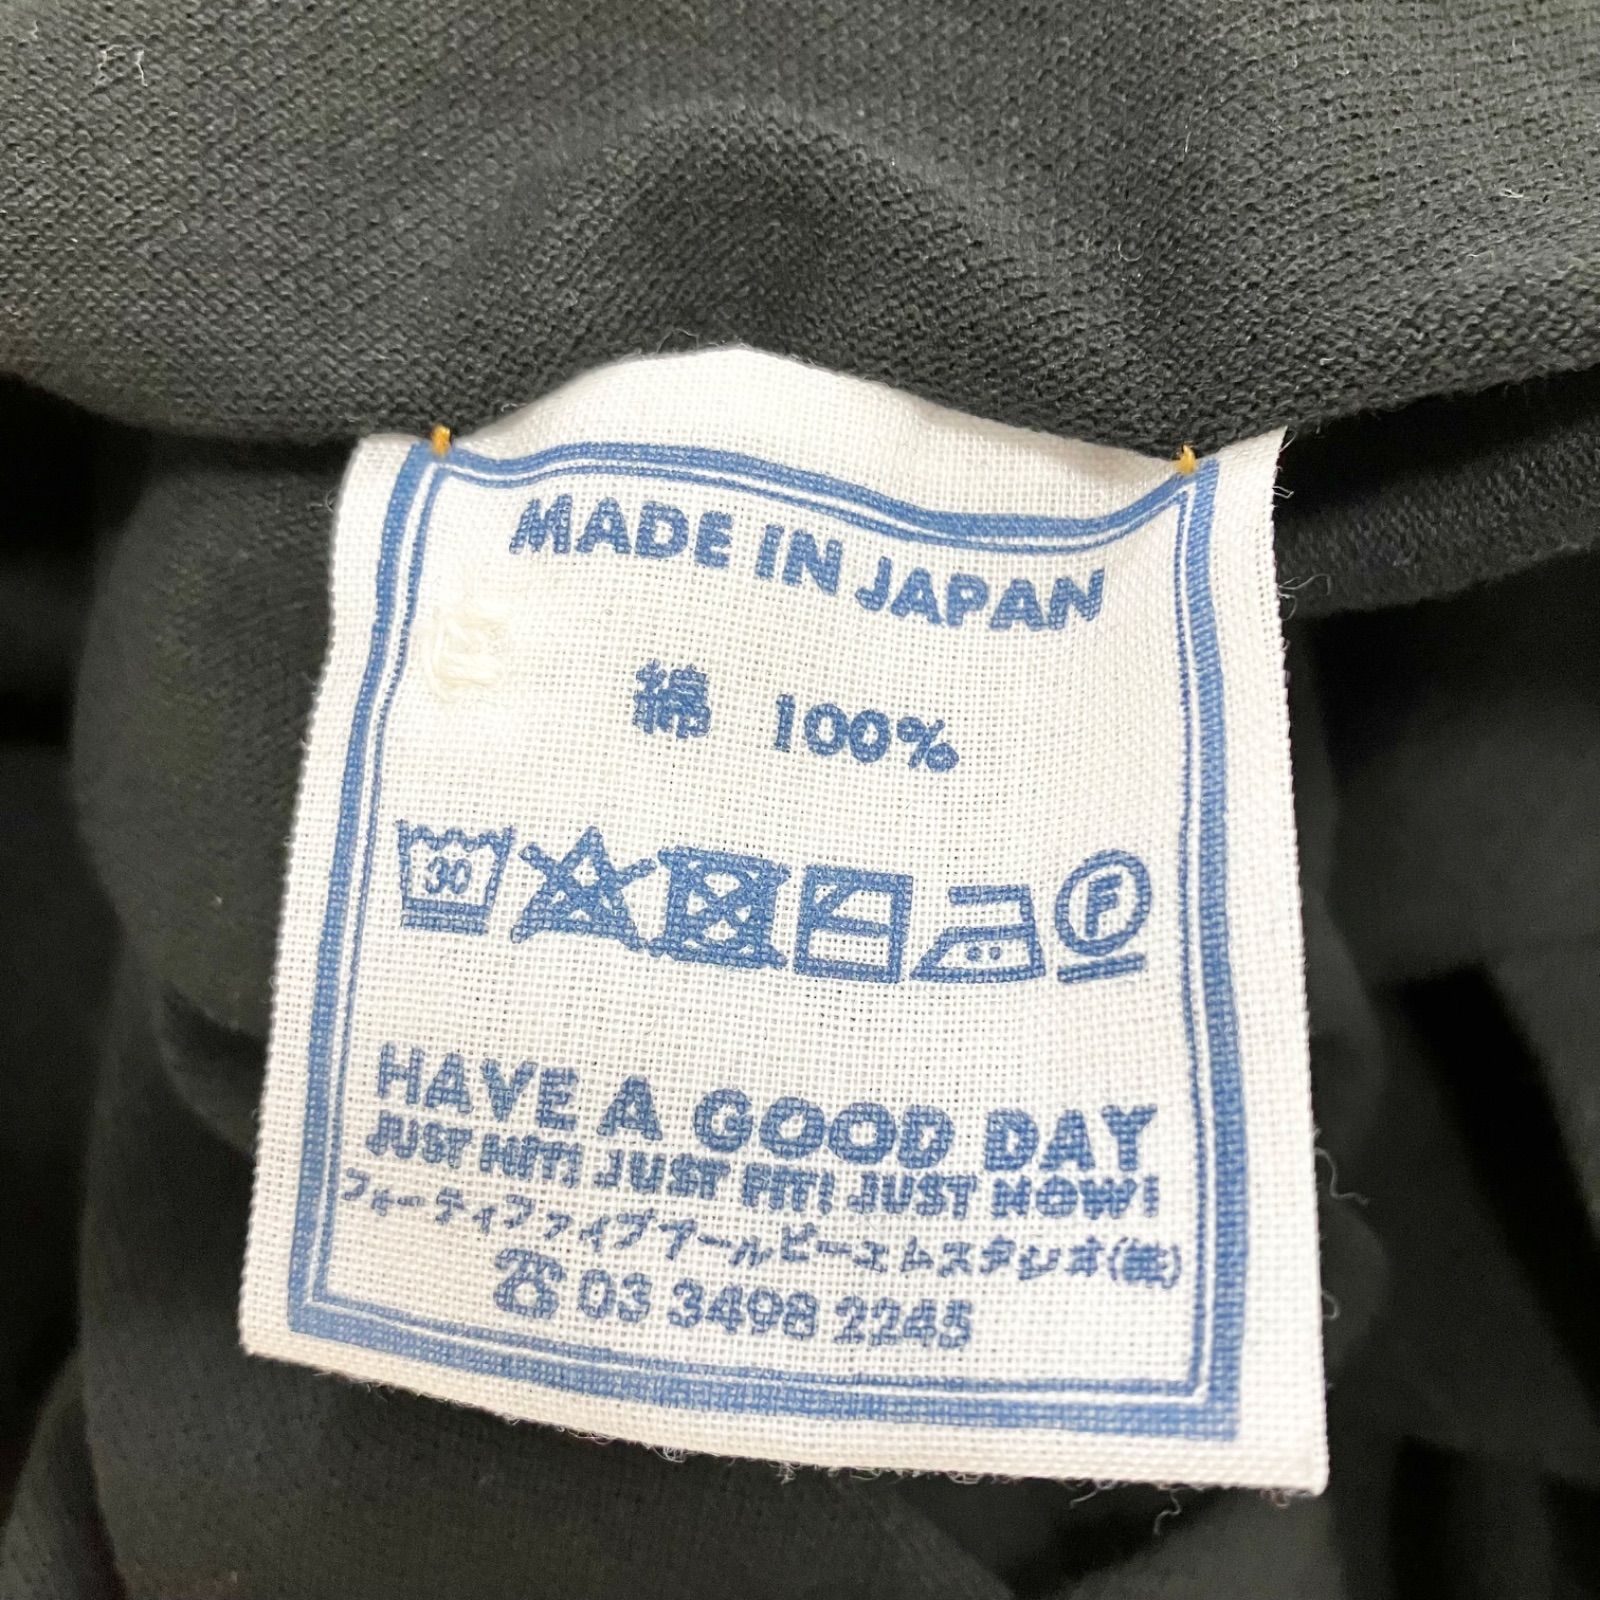 MADE IN JAPAN
綿 100%
30
F
HAVE A GOOD DAY
JUST HIT! JUST FIT! JUST NOW!
フォーティファイブアールピーエムスタジオ(株)
☎ 03 3498 2245